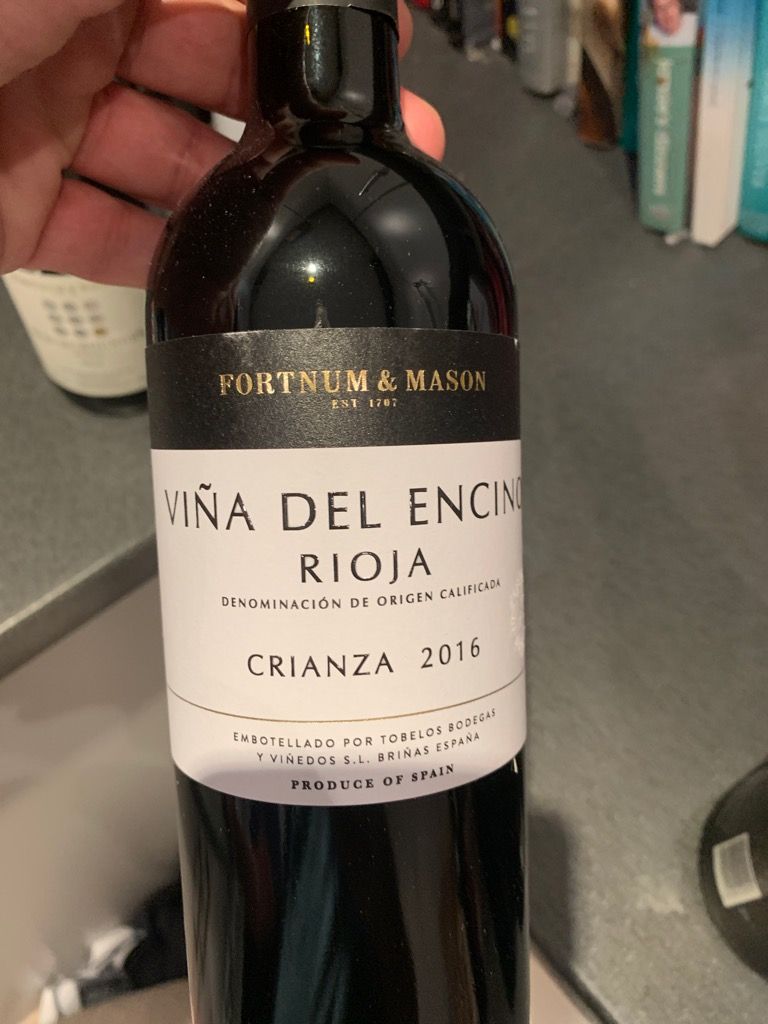 FORTNUM & MASON
EST 1707
VIÑA DEL ENCINO
RIOJA
DENOMINACIÓN DE ORIGEN CALIFICADA
CRIANZA 2016
EMBOTELLADO POR TOBELOS BODEGAS
Y VIÑEDOS S.L. BRIÑAS ESPAÑA
PRODUCE OF SPAIN